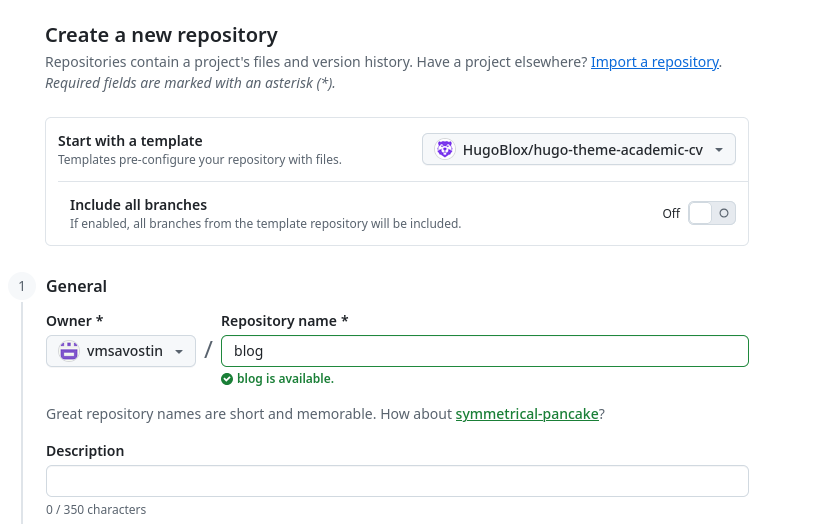 Create a new repository
Repositories contain a project's files and version history. Have a project elsewhere? Import a repository.
Required fields are marked with an asterisk (*).
Start with a template
Templates pre-configure your repository with files.
HugoBlox/hugo-theme-academic-cv
Include all branches
If enabled, all branches from the template repository will be included.
Off
1 General
Owner *
Repository name *
vmsavostin / blog
blog is available.
Great repository names are short and memorable. How about symmetrical-pancake?
Description
0 / 350 characters